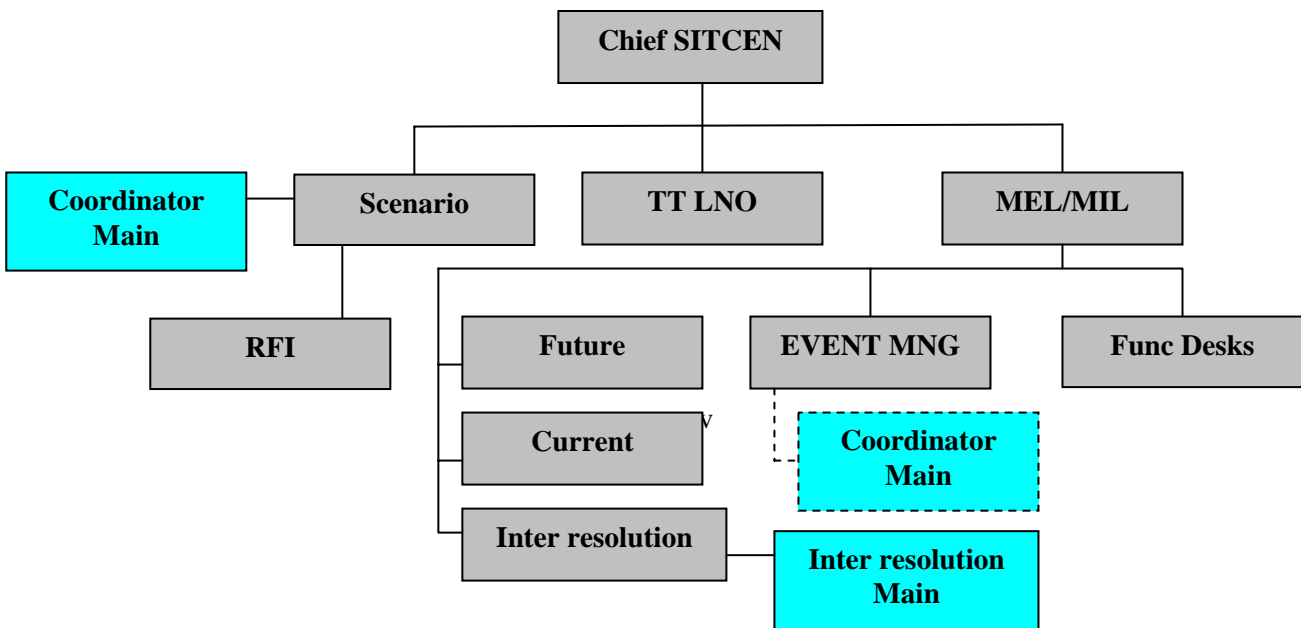 Chief SITCEN
Coordinator
Main
Scenario
TT LNO
MEL/MIL
RFI
Future
EVENT MNG
Func Desks
v
Current
Coordinator
Main
Inter resolution
Inter resolution
Main